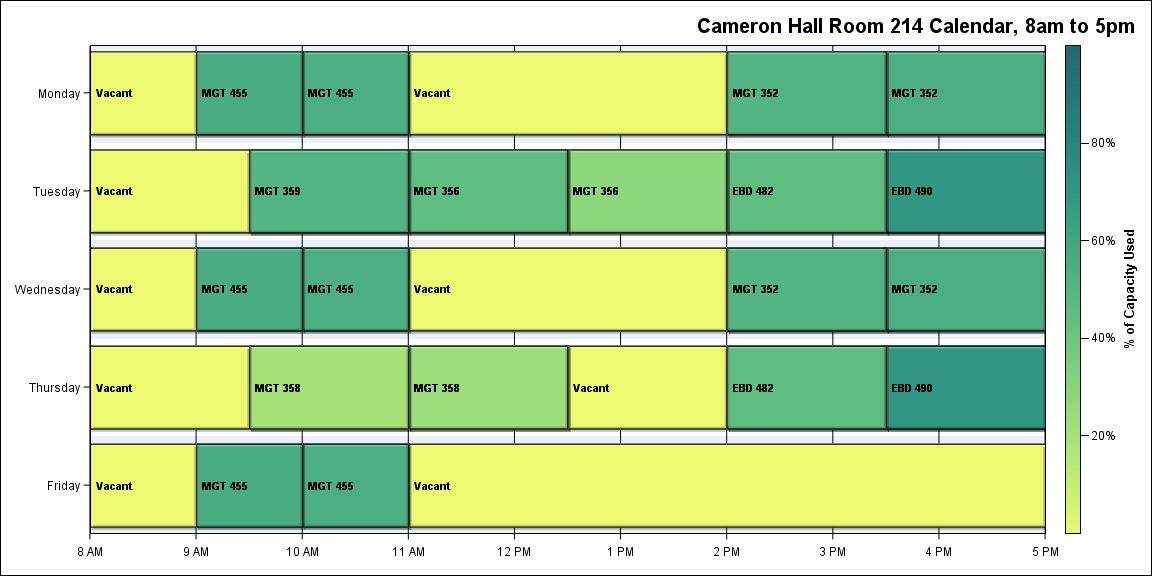 Cameron Hall Room 214 Calendar, 8am to 5pm
Monday
Vacant
MGT 455
MGT 455
Vacant
MGT 352
MGT 352
Tuesday
Vacant
MGT 359
MGT 356
MGT 356
EBD 482
EBD 490
Wednesday
Vacant
MGT 455
MGT 455
Vacant
MGT 352
MGT 352
Thursday
Vacant
MGT 358
MGT 358
Vacant
EBD 482
EBD 490
Friday
Vacant
MGT 455
MGT 455
Vacant
8 AM
9 AM
10 AM
11 AM
12 PM
1 PM
2 PM
3 PM
4 PM
5 PM
80%
60%
40%
20%
% of Capacity Used